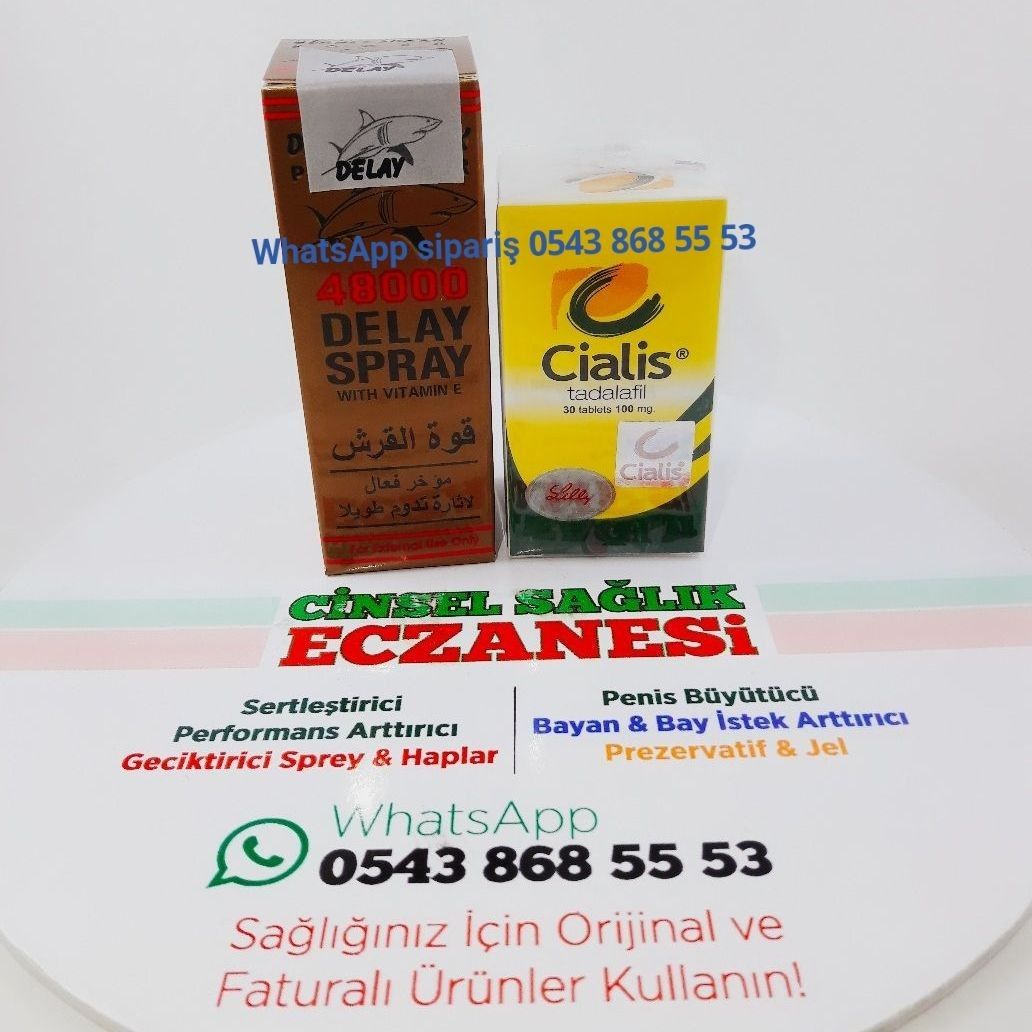 DELAY
DELAY
WhatsApp sipariş 0543 868 55 53
48000
DELAY
SPRAY
WITH VITAMIN E
قوة القرش
مؤخر فعال
لاثارة تدوم طويلا
For External Use Only
Cialis®
tadalafil
30 tablets 100 mg.
Cialis
Lilly
CİNSEL SAĞLIK
ECZANESİ
Sertleştirici
Performans Arttırıcı
Geciktirici Sprey & Haplar
Penis Büyütücü
Bayan & Bay İstek Arttırıcı
Prezervatif & Jel
WhatsApp
0543 868 55 53
Sağlığınız İçin Orijinal ve
Faturalı Ürünler Kullanın!